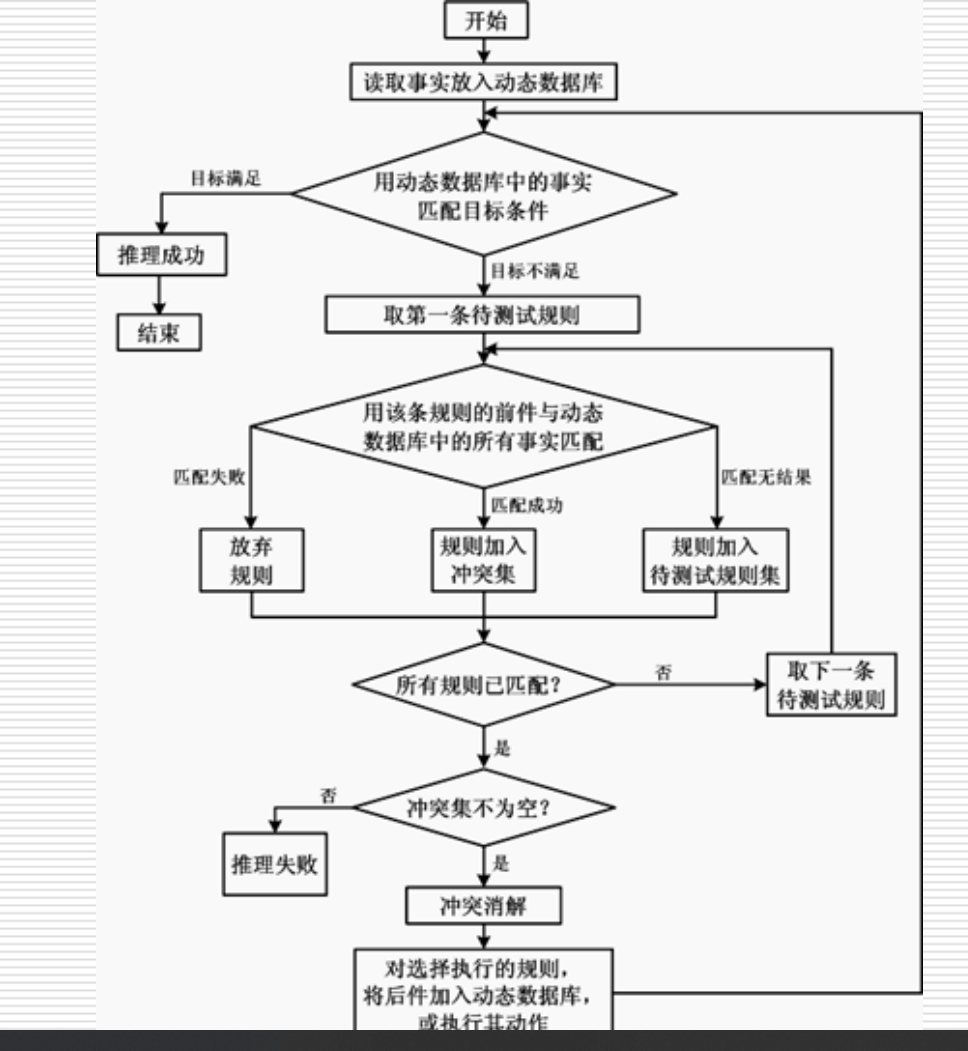 开始
读取事实放入动态数据库
用动态数据库中的事实
匹配目标条件
目标满足
推理成功
结束
目标不满足
取第一条待测试规则
用该条规则的前件与动态
数据库中的所有事实匹配
匹配失败
匹配成功
匹配无结果
放弃
规则
规则加入
冲突集
规则加入
待测试规则集
所有规则已匹配?
否
取下一条
待测试规则
是
冲突集不为空?
否
推理失败
是
冲突消解
对选择执行的规则,
将后件加入动态数据库,
或执行其动作